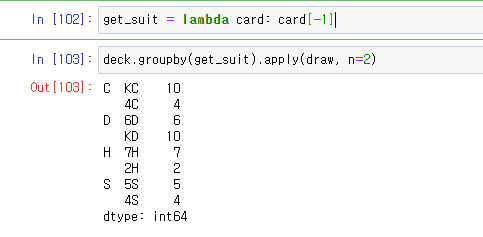 In [102]: get_suit = lambda card: card[-1]
In [103]: deck.groupby(get_suit).apply(draw, n=2)
Out[103]: C  KC    10
   4C     4
D  6D     6
   KD    10
H  7H     7
   2H     2
S  5S     5
   4S     4
dtype: int64